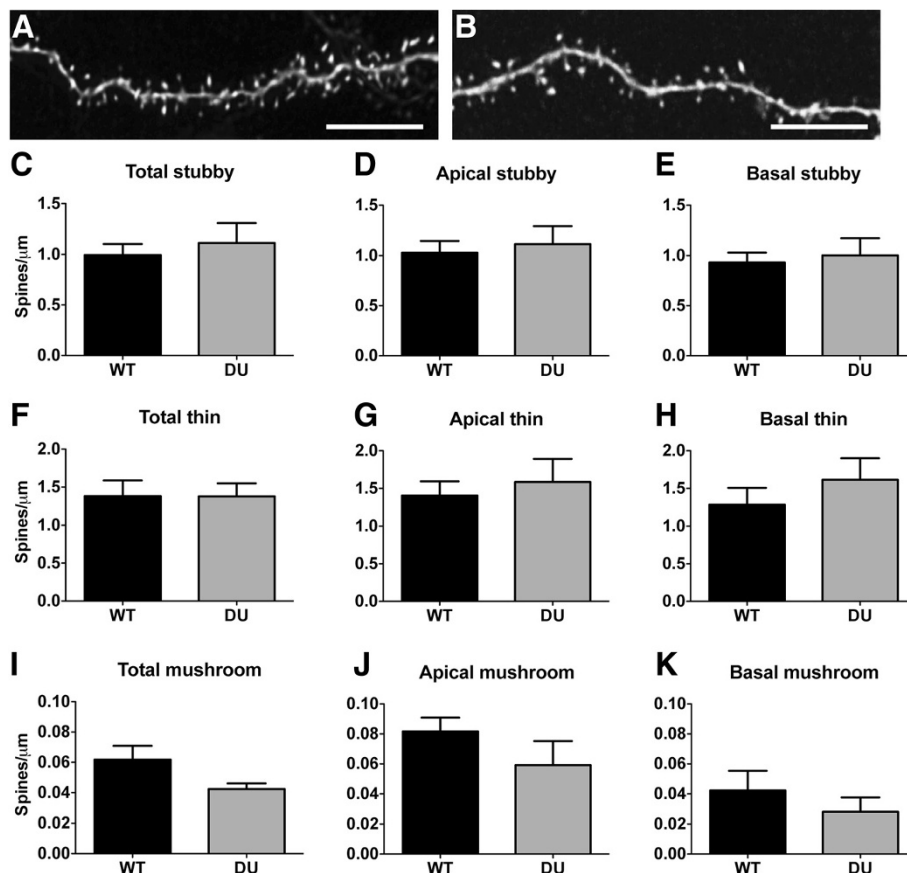 A B
C Total stubby D Apical stubby E Basal stubby
Spines/μm
1.5 1.5 1.5
1.0 1.0 1.0
0.5 0.5 0.5
0.0 0.0 0.0
WT DU WT DU WT DU
F Total thin G Apical thin H Basal thin
Spines/μm
2.0 2.0 2.0
1.5 1.5 1.5
1.0 1.0 1.0
0.5 0.5 0.5
0.0 0.0 0.0
WT DU WT DU WT DU
I Total mushroom J Apical mushroom K Basal mushroom
Spines/μm
0.10 0.10 0.10
0.08 0.08 0.08
0.06 0.06 0.06
0.04 0.04 0.04
0.02 0.02 0.02
0.00 0.00 0.00
WT DU WT DU WT DU